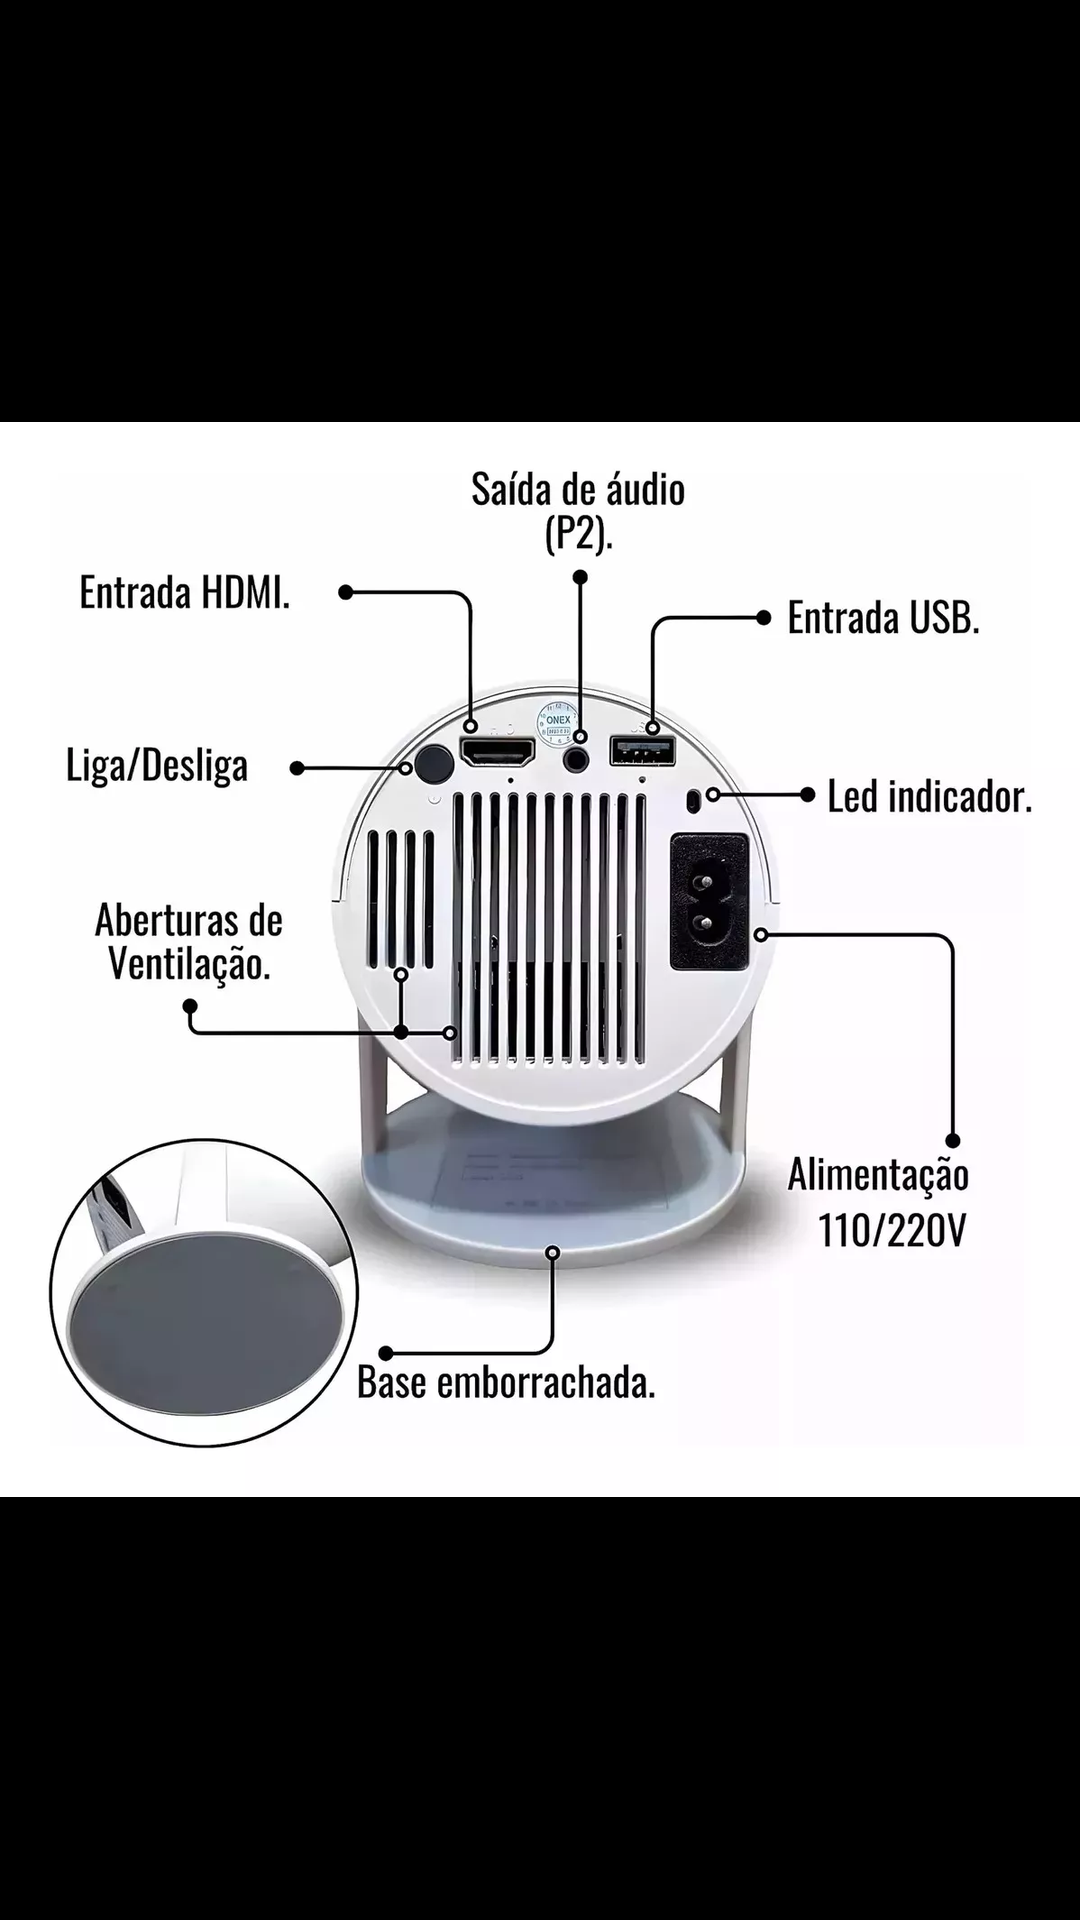 Saída de áudio
(P2).
Entrada HDMI.
Entrada USB.
ONEX
Liga/Desliga
Led indicador.
Aberturas de
Ventilação.
Alimentação
110/220V
Base emborrachada.